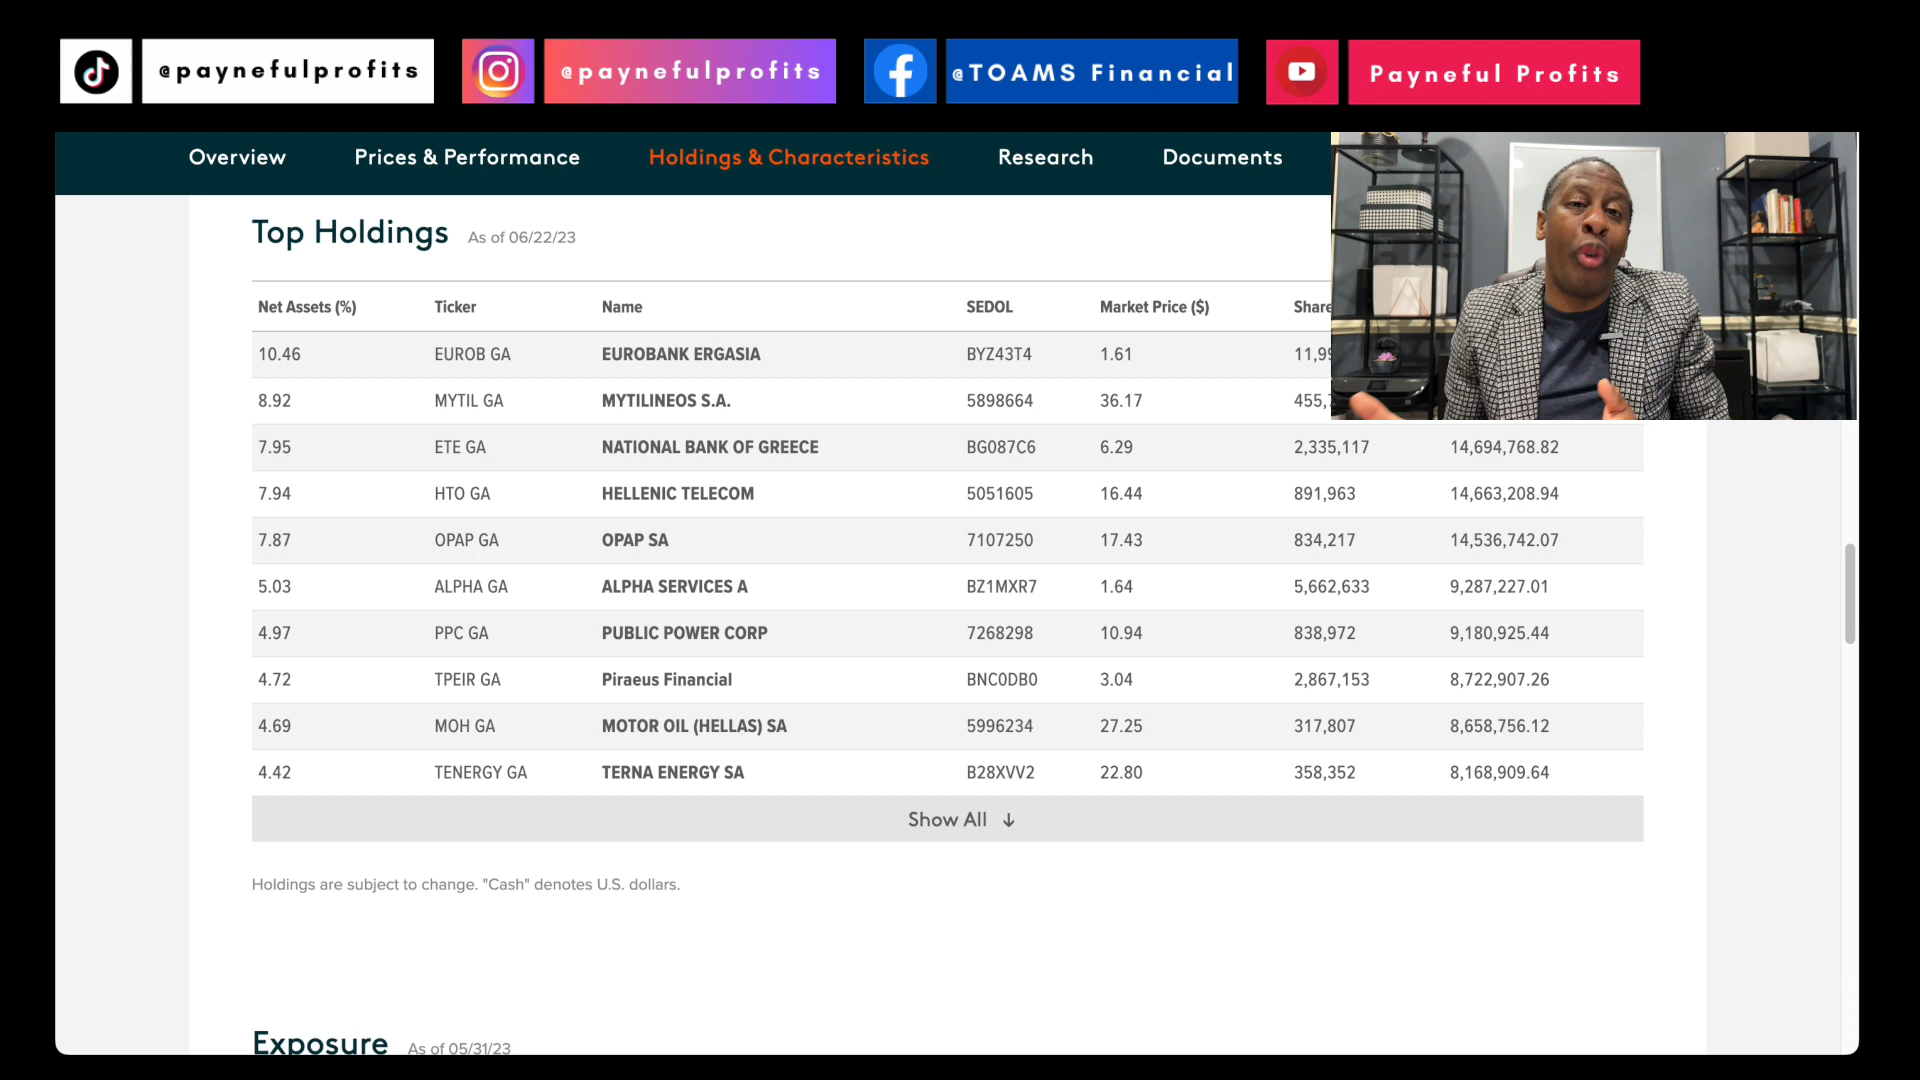 @paynefulprofits @paynefulprofits @TOAMS Financial Payneful Profits
Overview Prices & Performance Holdings & Characteristics Research Documents
Top Holdings As of 06/22/23
Net Assets (%) Ticker Name SEDOL Market Price ($) Share
10.46 EUROB GA EUROBANK ERGASIA BYZ43T4 1.61 11,99
8.92 MYTIL GA MYTILINEOS S.A. 5898664 36.17 455,
7.95 ETE GA NATIONAL BANK OF GREECE BG087C6 6.29 2,335,117 14,694,768.82
7.94 HTO GA HELLENIC TELECOM 5051605 16.44 891,963 14,663,208.94
7.87 OPAP GA OPAP SA 7107250 17.43 834,217 14,536,742.07
5.03 ALPHA GA ALPHA SERVICES A BZ1MXR7 1.64 5,662,633 9,287,227.01
4.97 PPC GA PUBLIC POWER CORP 7268298 10.94 838,972 9,180,925.44
4.72 TPEIR GA Piraeus Financial BNC0DB0 3.04 2,867,153 8,722,907.26
4.69 MOH GA MOTOR OIL (HELLAS) SA 5996234 27.25 317,807 8,658,756.12
4.42 TENERGY GA TERNA ENERGY SA B28XVV2 22.80 358,352 8,168,909.64
Show All ↓
Holdings are subject to change. "Cash" denotes U.S. dollars.
Exposure As of 05/31/23